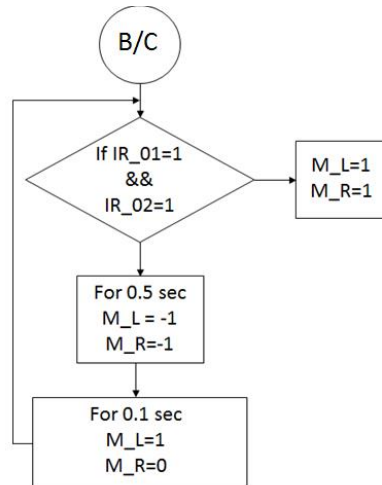 B/C
If IR_01=1
&&
IR_02=1
M_L=1
M_R=1
For 0.5 sec
M_L = -1
M_R=-1
For 0.1 sec
M_L=1
M_R=0